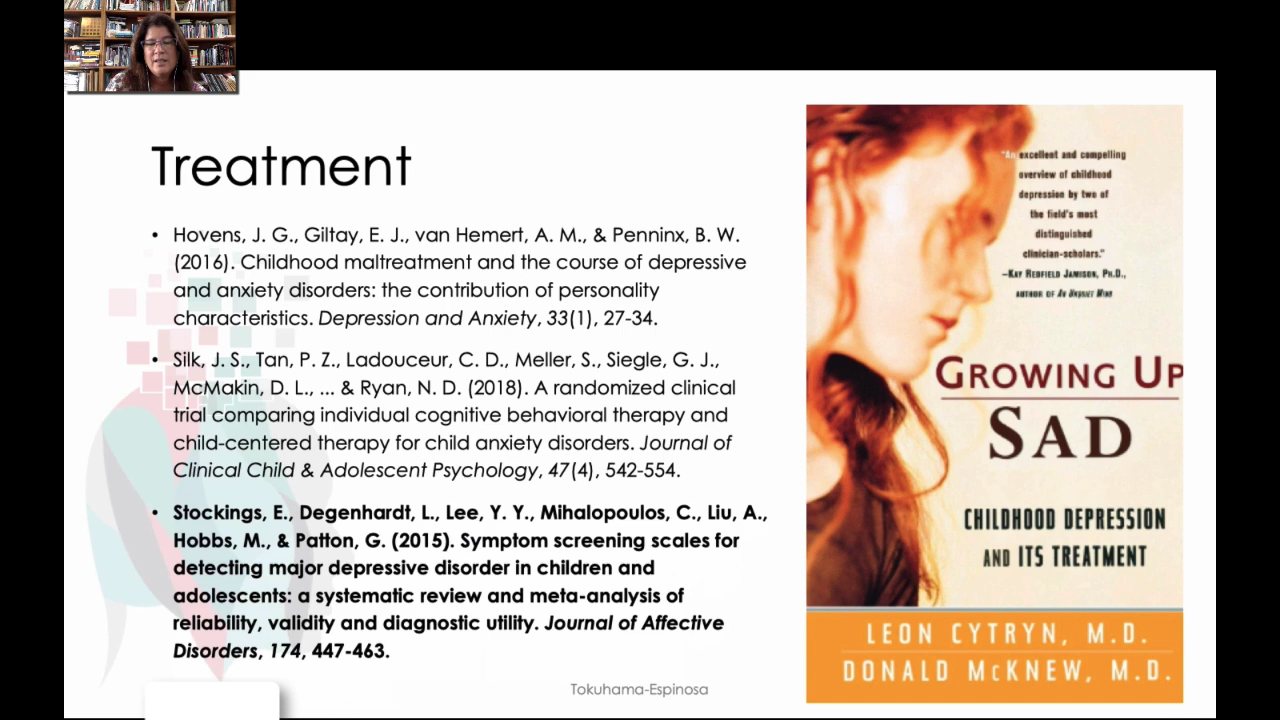 Treatment
• Hovens, J. G., Giltay, E. J., van Hemert, A. M., & Penninx, B. W.
(2016). Childhood maltreatment and the course of depressive
and anxiety disorders: the contribution of personality
characteristics. Depression and Anxiety, 33(1), 27-34.
• Silk, J. S., Tan, P. Z., Ladouceur, C. D., Meller, S., Siegle, G. J.,
McMakin, D. L., ... & Ryan, N. D. (2018). A randomized clinical
trial comparing individual cognitive behavioral therapy and
child-centered therapy for child anxiety disorders. Journal of
Clinical Child & Adolescent Psychology, 47(4), 542-554.
• Stockings, E., Degenhardt, L., Lee, Y. Y., Mihalopoulos, C., Liu, A.,
Hobbs, M., & Patton, G. (2015). Symptom screening scales for
detecting major depressive disorder in children and
adolescents: a systematic review and meta-analysis of
reliability, validity and diagnostic utility. Journal of Affective
Disorders, 174, 447-463.
Tokuhama-Espinosa
"An excellent and compelling
overview of childhood
depression by two of
the field's most
distinguished
clinician-scholars."
—Kay Redfield Jamison, Ph.D.,
author of An Unquiet Mind
Growing Up
Sad
CHILDHOOD DEPRESSION
AND ITS TREATMENT
LEON CYTRYN, M.D.
DONALD McKNEW, M.D.